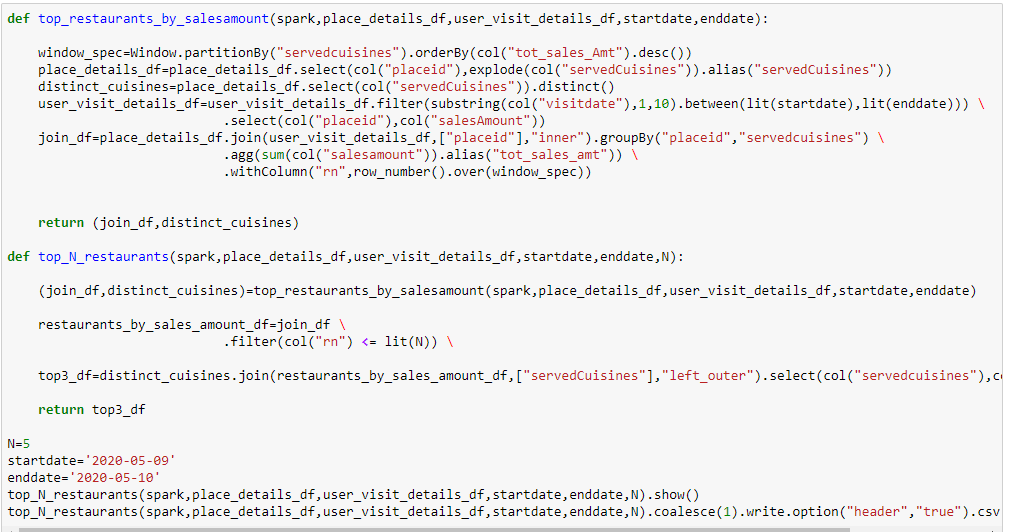 def top_restaurants_by_salesamount(spark,place_details_df,user_visit_details_df,startdate,enddate):
window_spec=Window.partitionBy("servedcuisines").orderBy(col("tot_sales_Amt").desc())
place_details_df=place_details_df.select(col("placeid"),explode(col("servedCuisines")).alias("servedCuisines"))
distinct_cuisines=place_details_df.select(col("servedCuisines")).distinct()
user_visit_details_df=user_visit_details_df.filter(substring(col("visitdate"),1,10).between(lit(startdate),lit(enddate))) \
.select(col("placeid"),col("salesAmount"))
join_df=place_details_df.join(user_visit_details_df,["placeid"],"inner").groupBy("placeid","servedcuisines") \
.agg(sum(col("salesamount")).alias("tot_sales_amt")) \
.withColumn("rn",row_number().over(window_spec))
return (join_df,distinct_cuisines)
def top_N_restaurants(spark,place_details_df,user_visit_details_df,startdate,enddate,N):
(join_df,distinct_cuisines)=top_restaurants_by_salesamount(spark,place_details_df,user_visit_details_df,startdate,enddate)
restaurants_by_sales_amount_df=join_df \
.filter(col("rn") <= lit(N)) \
top3_df=distinct_cuisines.join(restaurants_by_sales_amount_df,["servedCuisines"],"left_outer").select(col("servedcuisines"),c
return top3_df
N=5
startdate='2020-05-09'
enddate='2020-05-10'
top_N_restaurants(spark,place_details_df,user_visit_details_df,startdate,enddate,N).show()
top_N_restaurants(spark,place_details_df,user_visit_details_df,startdate,enddate,N).coalesce(1).write.option("header","true").csv